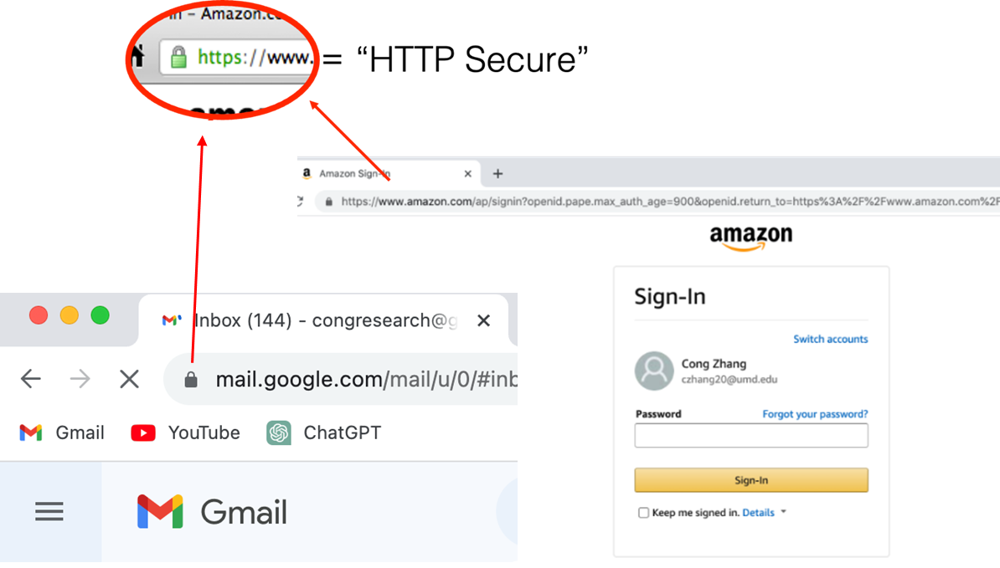 in – Amazon.c
https://www. = “HTTP Secure”
Amazon Sign-In
https://www.amazon.com/ap/signin?openid.pape.max_auth_age=900&openid.return_to=https%3A%2F%2Fwww.amazon.com%2F
amazon
Sign-In
Switch accounts
Cong Zhang
czhang20@umd.edu
Password Forgot your password?
Sign-In
Keep me signed in. Details
Inbox (144) - congresearch@g
mail.google.com/mail/u/0/#inb
Gmail YouTube ChatGPT
Gmail